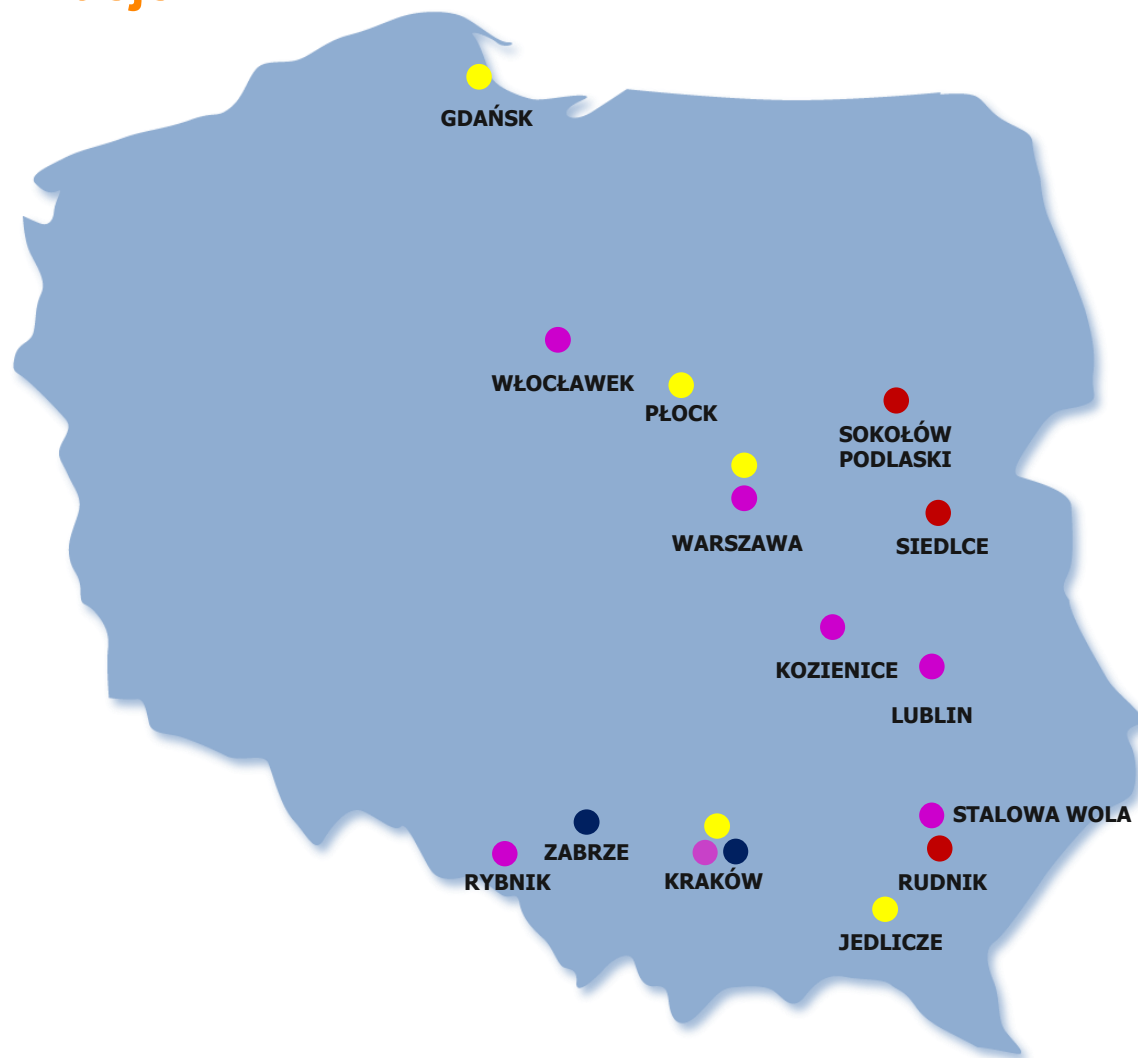 GDAŃSK
WŁOCŁAWEK
PŁOCK
SOKOŁÓW
PODLASKI
WARSZAWA
SIEDLCE
KOZIENICE
LUBLIN
STALOWA WOLA
ZABRZE
KRAKÓW
RYBNIK
RUDNIK
JEDLICZE